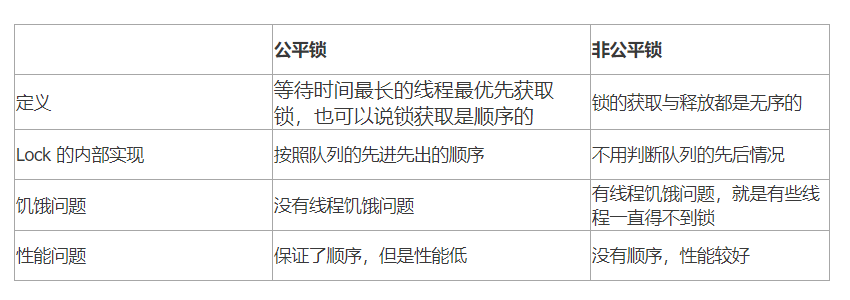 公平锁 非公平锁
定义 等待时间最长的线程最优先获取
锁，也可以说锁获取是顺序的 锁的获取与释放都是无序的
Lock 的内部实现 按照队列的先进先出的顺序 不用判断队列的先后情况
饥饿问题 没有线程饥饿问题 有线程饥饿问题，就是有些线
程一直得不到锁
性能问题 保证了顺序，但是性能低 没有顺序，性能较好